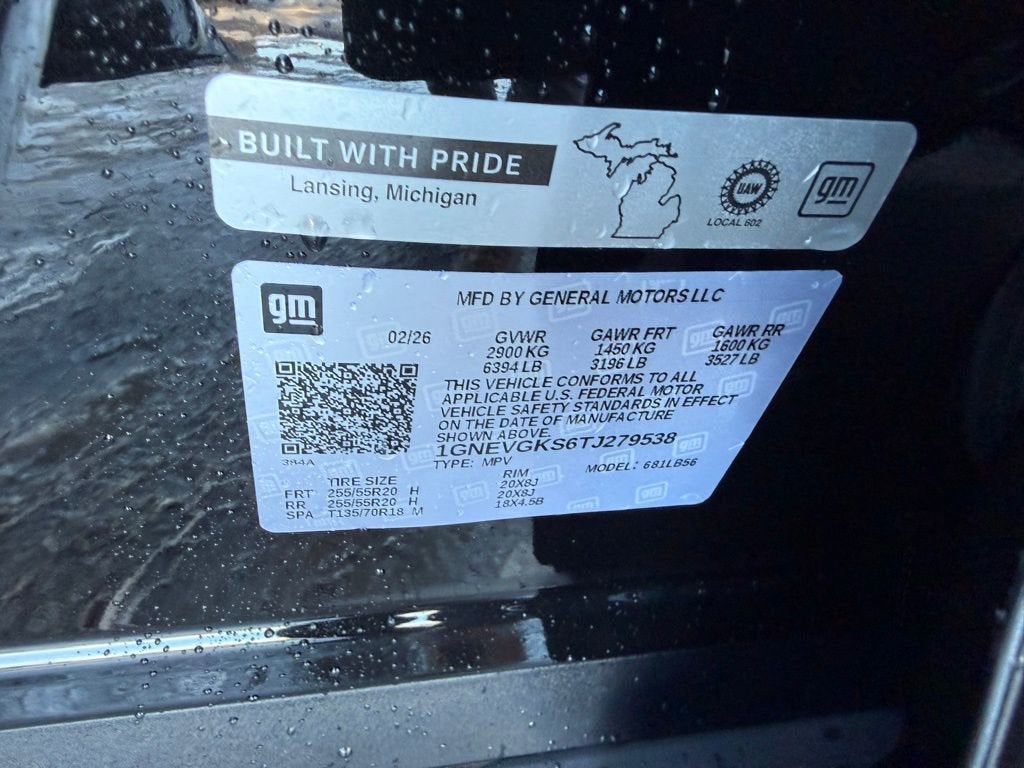 BUILT WITH PRIDE
Lansing, Michigan
UAW
LOCAL 602
gm
gm
MFD BY GENERAL MOTORS LLC
02/26 GVWR GAWR FRT GAWR RR
2900 KG 1450 KG 1600 KG
6394 LB 3196 LB 3527 LB
THIS VEHICLE CONFORMS TO ALL
APPLICABLE U.S. FEDERAL MOTOR
VEHICLE SAFETY STANDARDS IN EFFECT
ON THE DATE OF MANUFACTURE
SHOWN ABOVE.
1GNEVGKS6TJ279538
394A TYPE: MPV MODEL: 681LB56
TIRE SIZE RIM
FRT 255/55R20 H 20X8J
RR 255/55R20 H 20X8J
SPA T135/70R18 M 18X4.5B